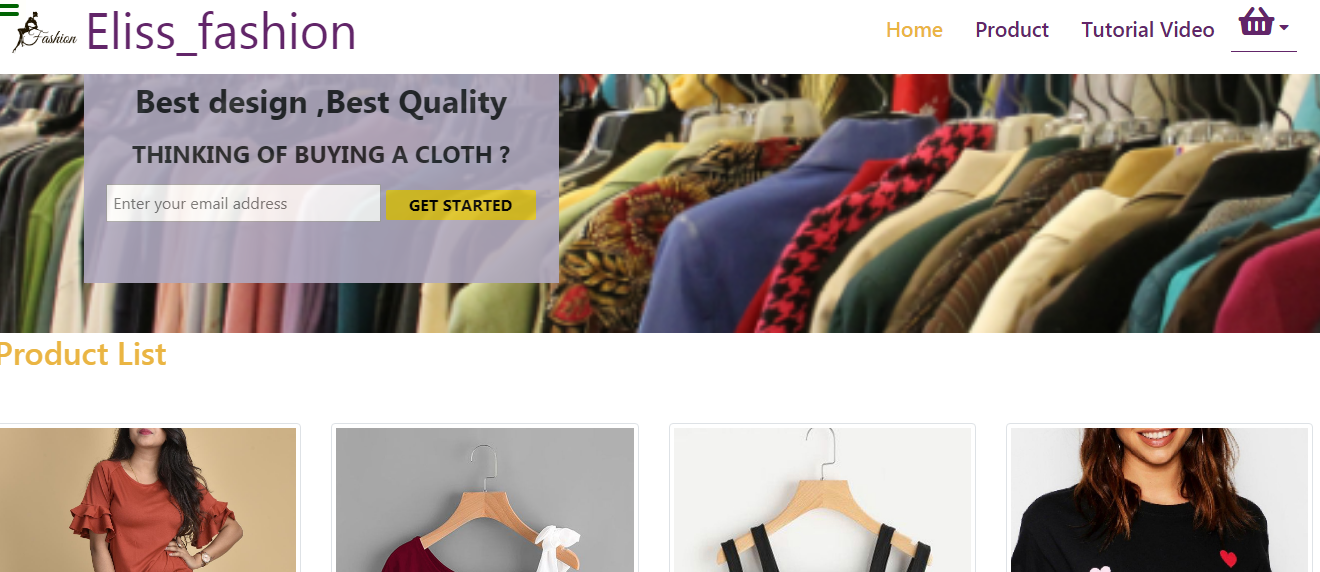 Fashion
Eliss_fashion
Home Product Tutorial Video
Best design ,Best Quality
THINKING OF BUYING A CLOTH ?
Enter your email address GET STARTED
Product List